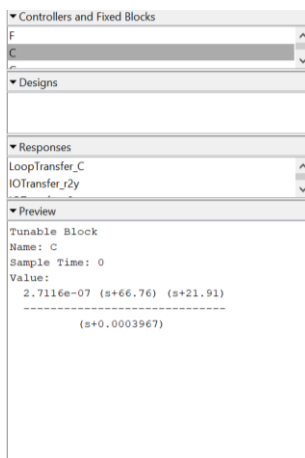 Controllers and Fixed Blocks
F
C
Designs
Responses
LoopTransfer_C
IOTransfer_r2y
Preview
Tunable Block
Name: C
Sample Time: 0
Value:
2.7116e-07 (s+66.76) (s+21.91)
------------------------------
(s+0.0003967)